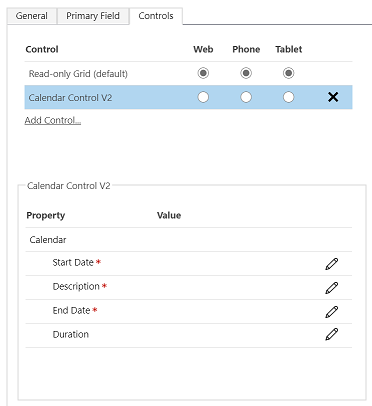 General Primary Field Controls
Control Web Phone Tablet
Read-only Grid (default)
Calendar Control V2
Add Control...
Calendar Control V2
Property Value
Calendar
Start Date *
Description *
End Date *
Duration